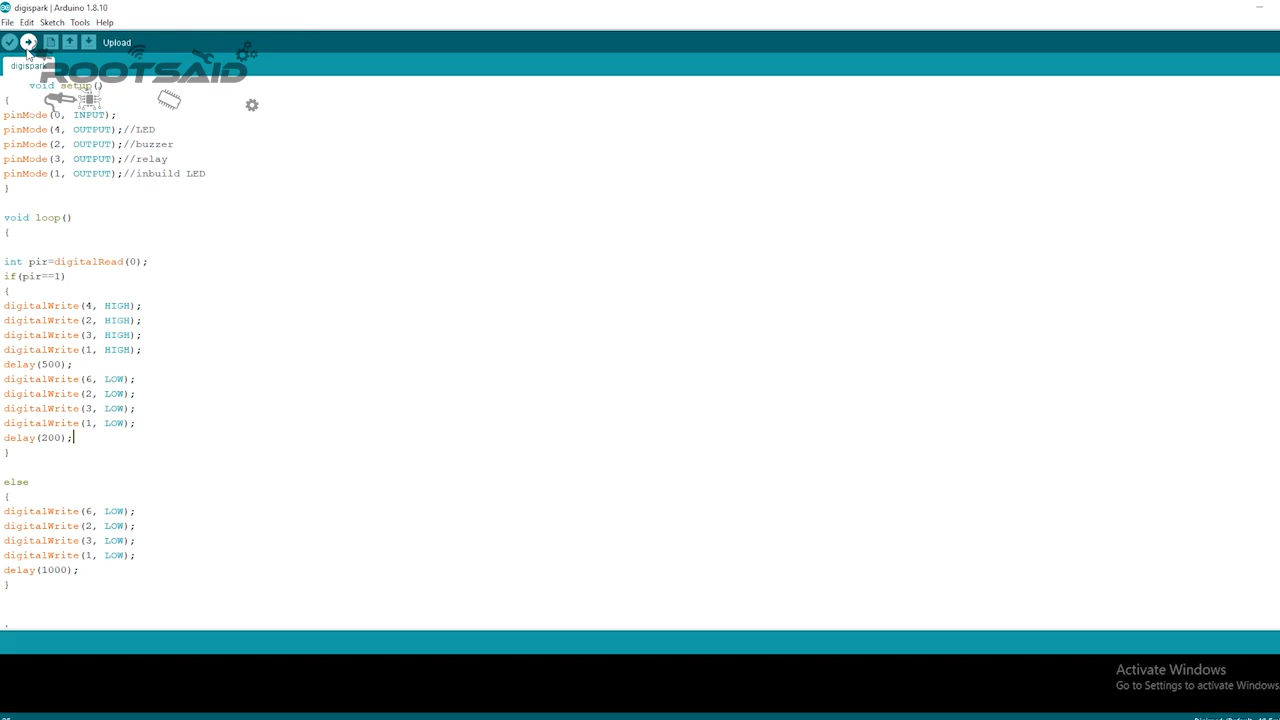 digispark | Arduino 1.8.10
File Edit Sketch Tools Help
Upload
digispark
ROOTSAID
void setup()
{
pinMode(0, INPUT);
pinMode(4, OUTPUT);//LED
pinMode(2, OUTPUT);//buzzer
pinMode(3, OUTPUT);//relay
pinMode(1, OUTPUT);//inbuild LED
}
void loop()
{
int pir=digitalRead(0);
if(pir==1)
{
digitalWrite(4, HIGH);
digitalWrite(2, HIGH);
digitalWrite(3, HIGH);
digitalWrite(1, HIGH);
delay(500);
digitalWrite(6, LOW);
digitalWrite(2, LOW);
digitalWrite(3, LOW);
digitalWrite(1, LOW);
delay(200);
}
else
{
digitalWrite(6, LOW);
digitalWrite(2, LOW);
digitalWrite(3, LOW);
digitalWrite(1, LOW);
delay(1000);
}
Activate Windows
Go to Settings to activate Windows